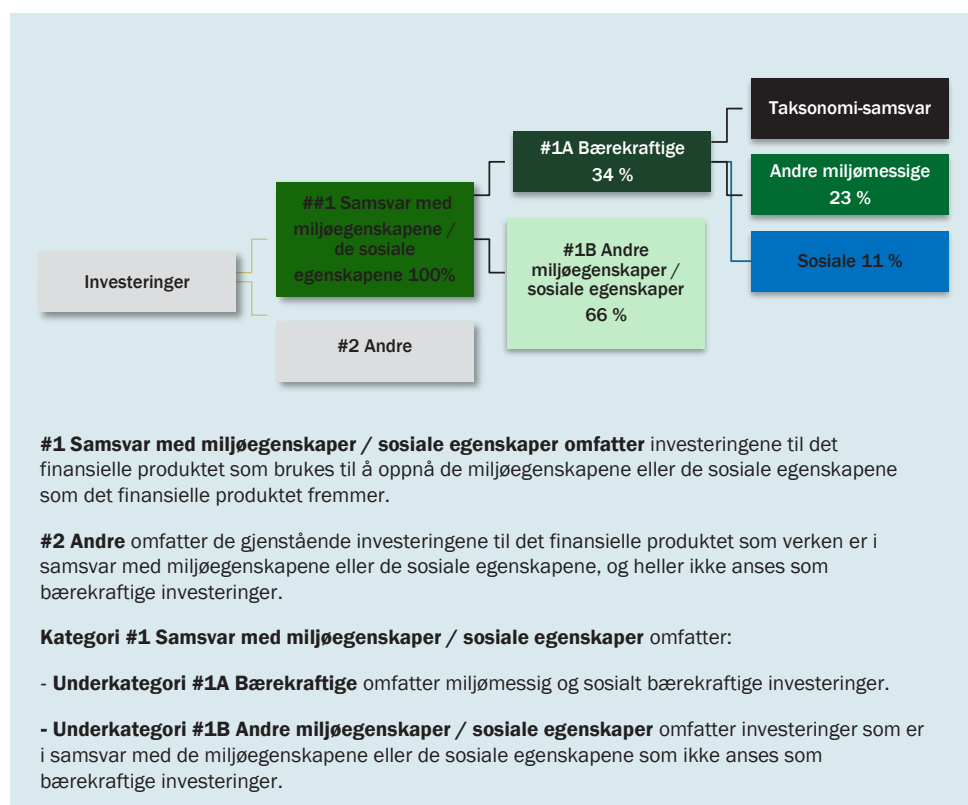 Taksonomi-samsvar
#1A Bærekraftige
34 %
Andre miljømessige
23 %
##1 Samsvar med
miljøegenskapene /
de sosiale
egenskapene 100%
#1B Andre
miljøegenskaper /
sosiale egenskaper
66 %
Sosiale 11 %
Investeringer
#2 Andre
#1 Samsvar med miljøegenskaper / sosiale egenskaper omfatter investeringene til det
finansielle produktet som brukes til å oppnå de miljøegenskapene eller de sosiale egenskapene
som det finansielle produktet fremmer.
#2 Andre omfatter de gjenstående investeringene til det finansielle produktet som verken er i
samsvar med miljøegenskapene eller de sosiale egenskapene, og heller ikke anses som
bærekraftige investeringer.
Kategori #1 Samsvar med miljøegenskaper / sosiale egenskaper omfatter:
- Underkategori #1A Bærekraftige omfatter miljømessig og sosialt bærekraftige investeringer.
- Underkategori #1B Andre miljøegenskaper / sosiale egenskaper omfatter investeringer som er
i samsvar med de miljøegenskapene eller de sosiale egenskapene som ikke anses som
bærekraftige investeringer.